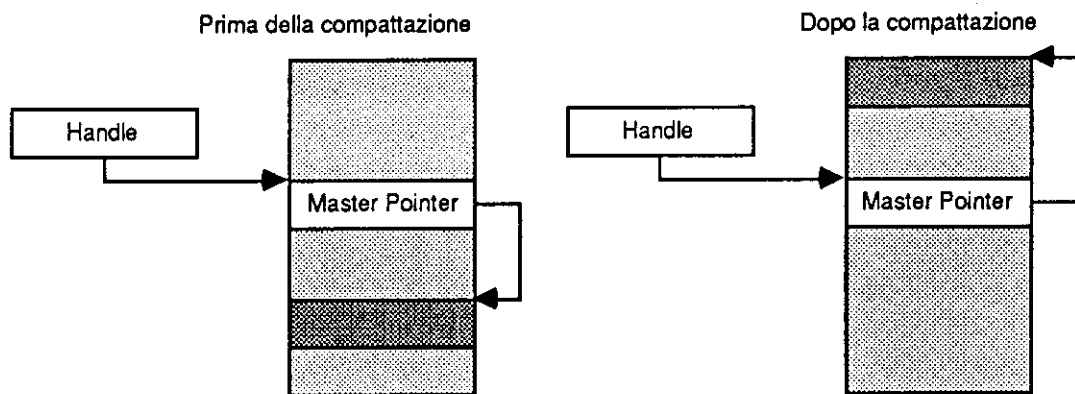 Prima della compattazione
Dopo la compattazione
Handle
Handle
Master Pointer
Master Pointer